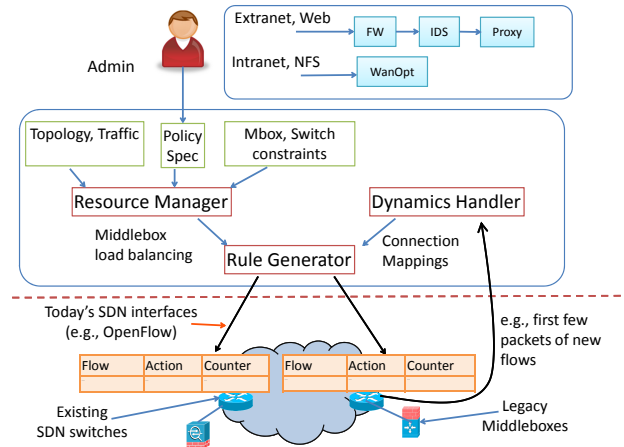 Extranet, Web
FW
IDS
Proxy
Intranet, NFS
WanOpt
Admin
Topology, Traffic
Policy
Spec
Mbox, Switch
constraints
Resource Manager
Dynamics Handler
Middlebox
load balancing
Rule Generator
Connection
Mappings
Today's SDN interfaces
(e.g., OpenFlow)
e.g., first few
packets of new
flows
Flow Action Counter
Flow Action Counter
Existing
SDN switches
Legacy
Middleboxes